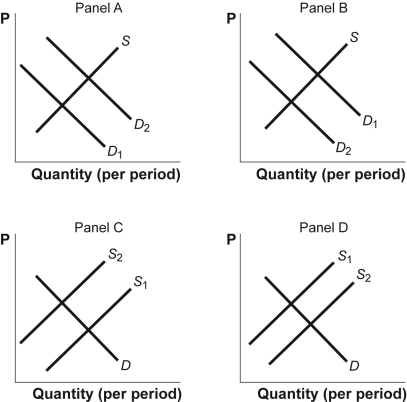 Panel A
P
S
D2
D1
Quantity (per period)
Panel B
P
S
D1
D2
Quantity (per period)
Panel C
P
S2
S1
D
Quantity (per period)
Panel D
P
S1
S2
D
Quantity (per period)